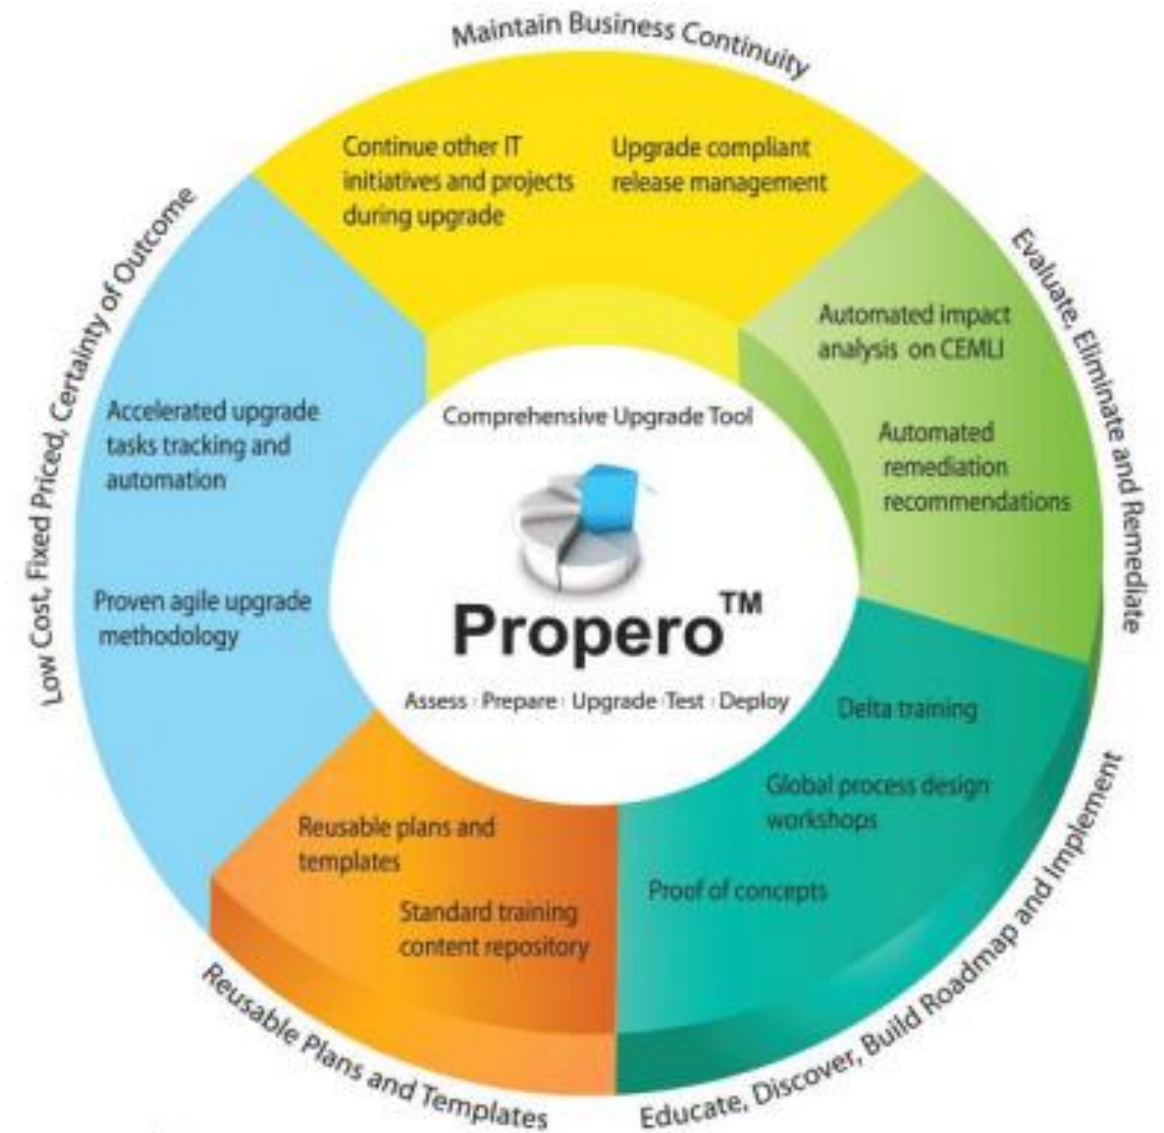 Maintain Business Continuity
Continue other IT
initiatives and projects
during upgrade
Upgrade compliant
release management
Evaluate, Eliminate and Remediate
Automated impact
analysis on CEMLI
Automated
remediation
recommendations
Educate, Discover, Build Roadmap and Implement
Delta training
Global process design
workshops
Proof of concepts
Reusable Plans and Templates
Reusable plans and
templates
Standard training
content repository
Low Cost, Fixed Priced, Certainty of Outcome
Accelerated upgrade
tasks tracking and
automation
Proven agile upgrade
methodology
Comprehensive Upgrade Tool
Propero™
Assess | Prepare | Upgrade | Test | Deploy